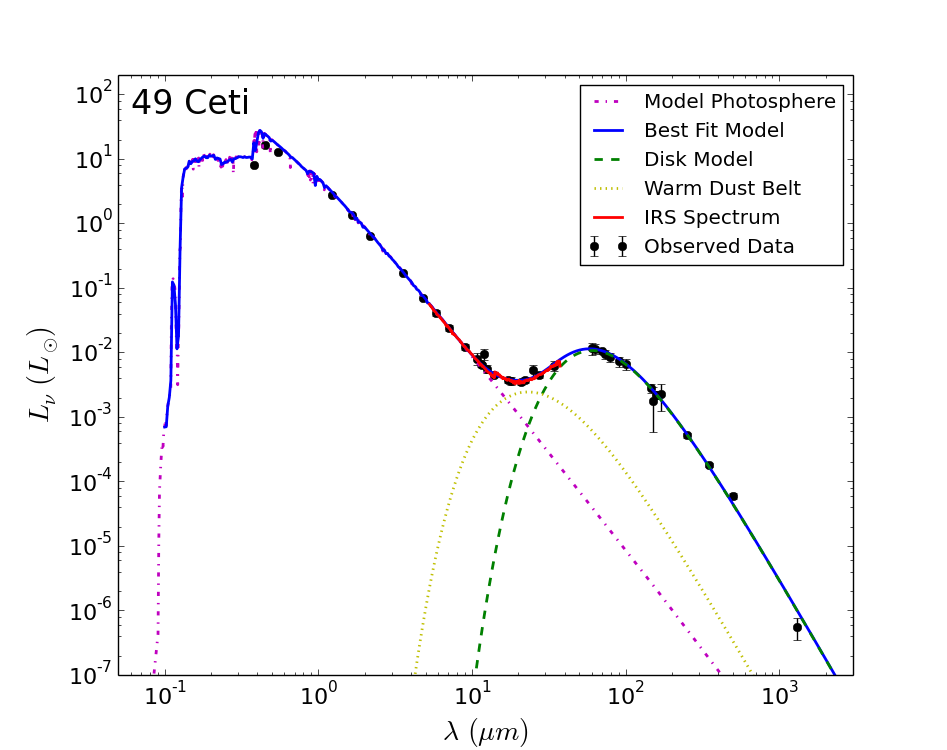 49 Ceti
Model Photosphere
Best Fit Model
Disk Model
Warm Dust Belt
IRS Spectrum
Observed Data
10^2
10^1
10^0
10^-1
10^-2
10^-3
10^-4
10^-5
10^-6
10^-7
L_ν (L_⊙)
10^-1
10^0
10^1
10^2
10^3
λ (μm)